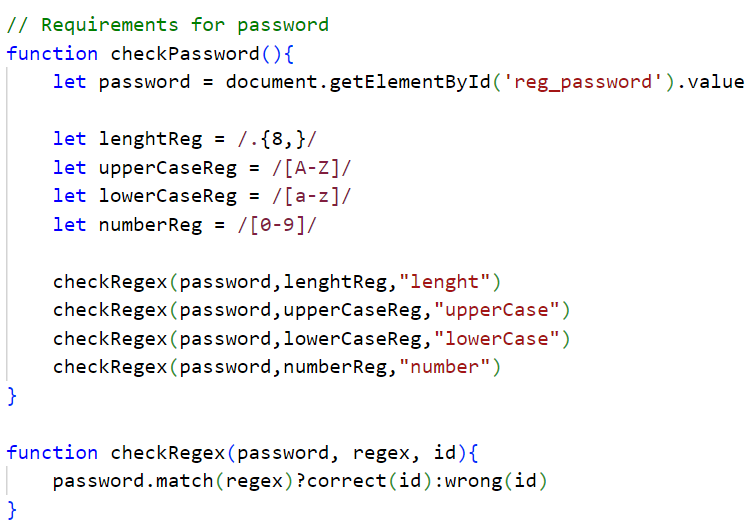 // Requirements for password
function checkPassword(){
    let password = document.getElementById('reg_password').value

    let lenghtReg = /.{8,}/
    let upperCaseReg = /[A-Z]/
    let lowerCaseReg = /[a-z]/
    let numberReg = /[0-9]/

    checkRegex(password,lenghtReg,"lenght")
    checkRegex(password,upperCaseReg,"upperCase")
    checkRegex(password,lowerCaseReg,"lowerCase")
    checkRegex(password,numberReg,"number")
}

function checkRegex(password, regex, id){
    password.match(regex)?correct(id):wrong(id)
}